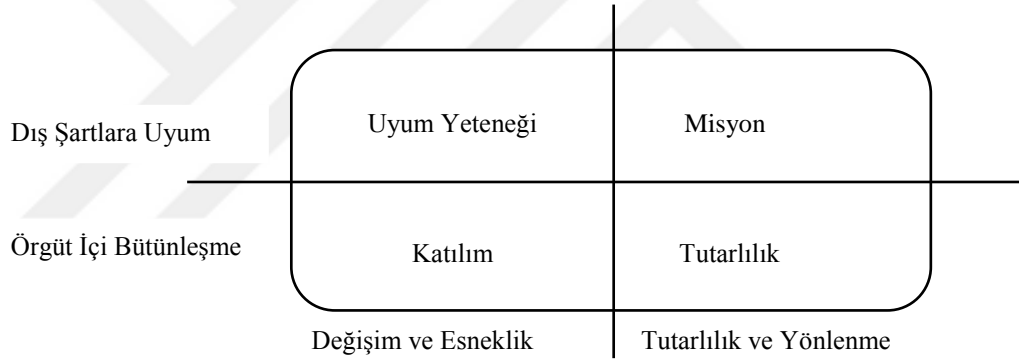 Dış Şartlara Uyum
Uyum Yeteneği
Misyon
Örgüt İçi Bütünleşme
Katılım
Tutarlılık
Değişim ve Esneklik
Tutarlılık ve Yönlenme